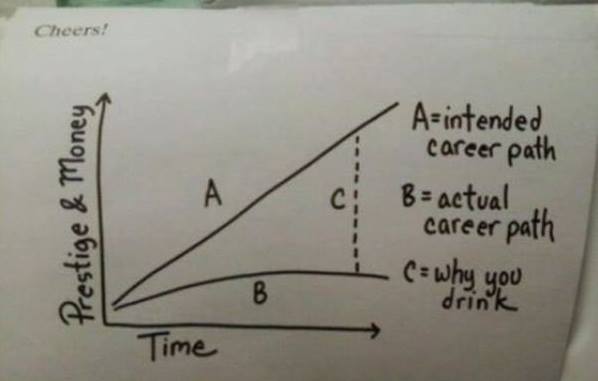 Cheers!
Prestige & Money
A
C
B
Time
A=intended
career path
B=actual
career path
C=why you
drink